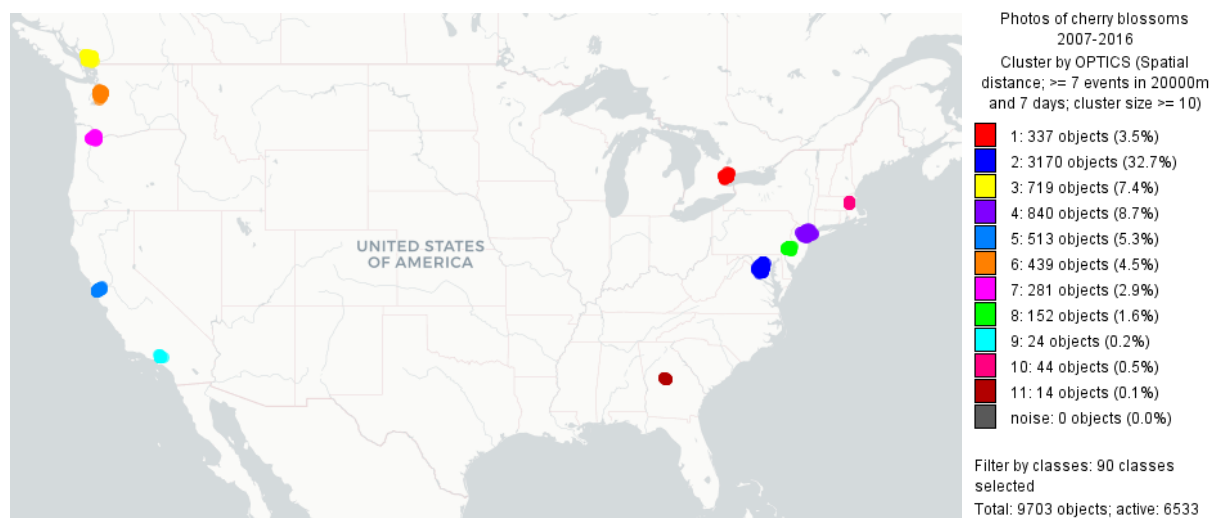 UNITED STATES
OF AMERICA
Photos of cherry blossoms
2007-2016
Cluster by OPTICS (Spatial
distance; >= 7 events in 20000m
and 7 days; cluster size >= 10)
1: 337 objects (3.5%)
2: 3170 objects (32.7%)
3: 719 objects (7.4%)
4: 840 objects (8.7%)
5: 513 objects (5.3%)
6: 439 objects (4.5%)
7: 281 objects (2.9%)
8: 152 objects (1.6%)
9: 24 objects (0.2%)
10: 44 objects (0.5%)
11: 14 objects (0.1%)
noise: 0 objects (0.0%)
Filter by classes: 90 classes
selected
Total: 9703 objects; active: 6533